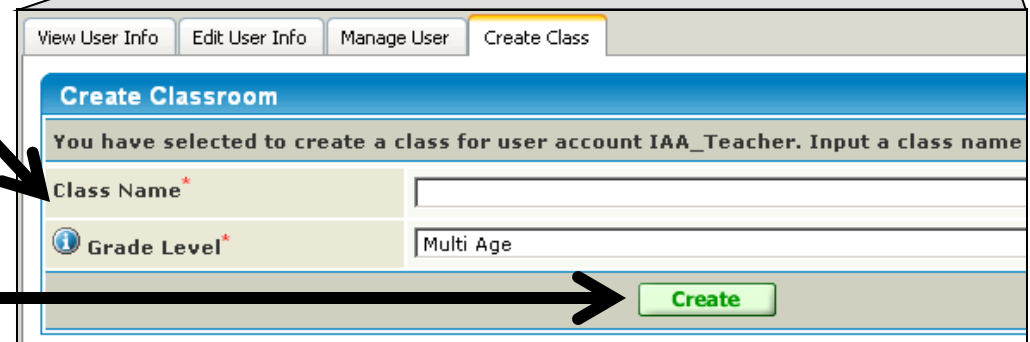 View User Info Edit User Info Manage User Create Class
Create Classroom
You have selected to create a class for user account IAA_Teacher. Input a class name
Class Name*
Grade Level* Multi Age
Create